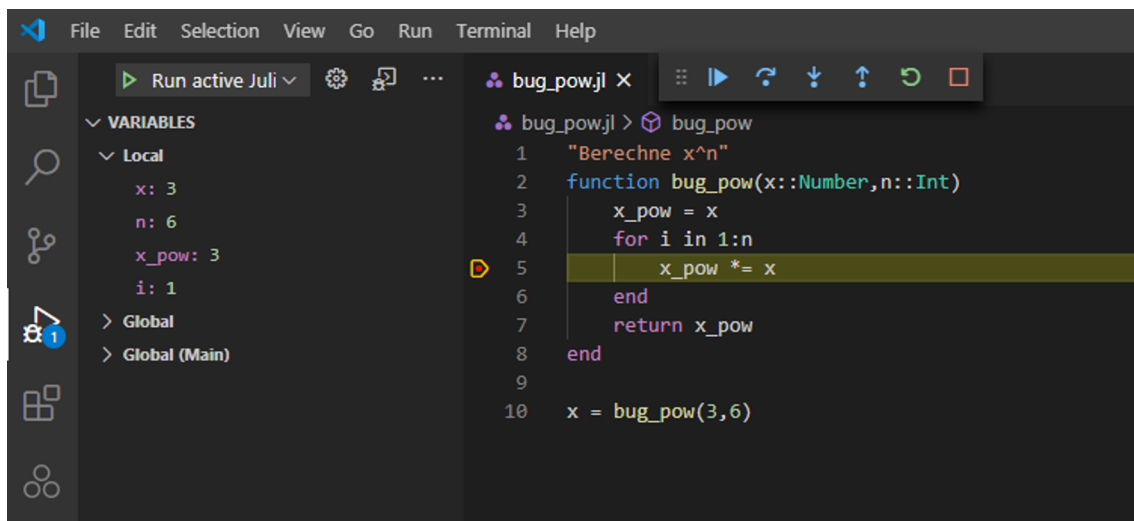 File Edit Selection View Go Run Terminal Help
Run active Juli
bug_pow.jl
VARIABLES
Local
x: 3
n: 6
x_pow: 3
i: 1
Global
Global (Main)
1
bug_pow.jl > bug_pow
1 "Berechne x^n"
2 function bug_pow(x::Number,n::Int)
3 x_pow = x
4 for i in 1:n
5 x_pow *= x
6 end
7 return x_pow
8 end
9
10 x = bug_pow(3,6)